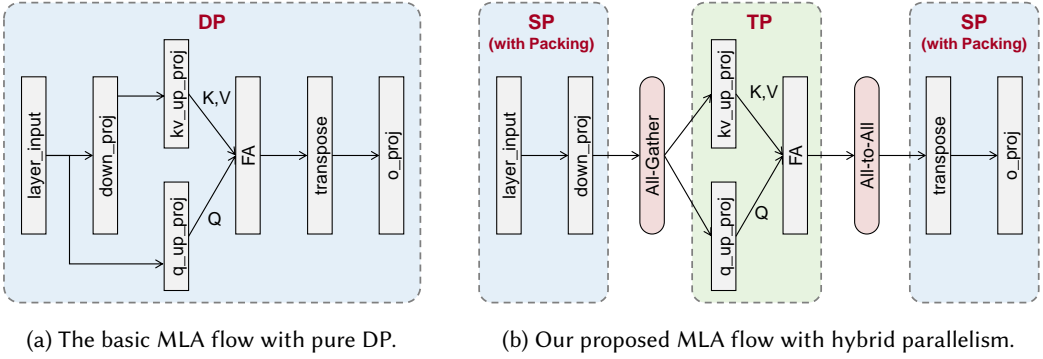 DP
layer_input
down_proj
kv_up_proj
q_up_proj
K,V
Q
FA
transpose
o_proj
(a) The basic MLA flow with pure DP.
SP
(with Packing)
layer_input
down_proj
All-Gather
TP
kv_up_proj
q_up_proj
K,V
Q
FA
All-to-All
SP
(with Packing)
transpose
o_proj
(b) Our proposed MLA flow with hybrid parallelism.